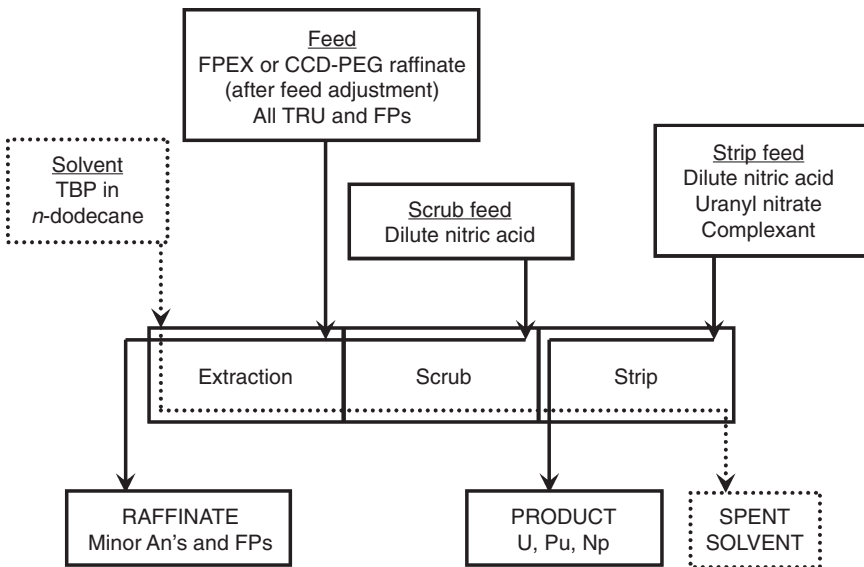 Feed
FPEX or CCD-PEG raffinate
(after feed adjustment)
All TRU and FPs
Solvent
TBP in
n-dodecane
Scrub feed
Dilute nitric acid
Strip feed
Dilute nitric acid
Uranyl nitrate
Complexant
Extraction
Scrub
Strip
RAFFINATE
Minor An's and FPs
PRODUCT
U, Pu, Np
SPENT
SOLVENT